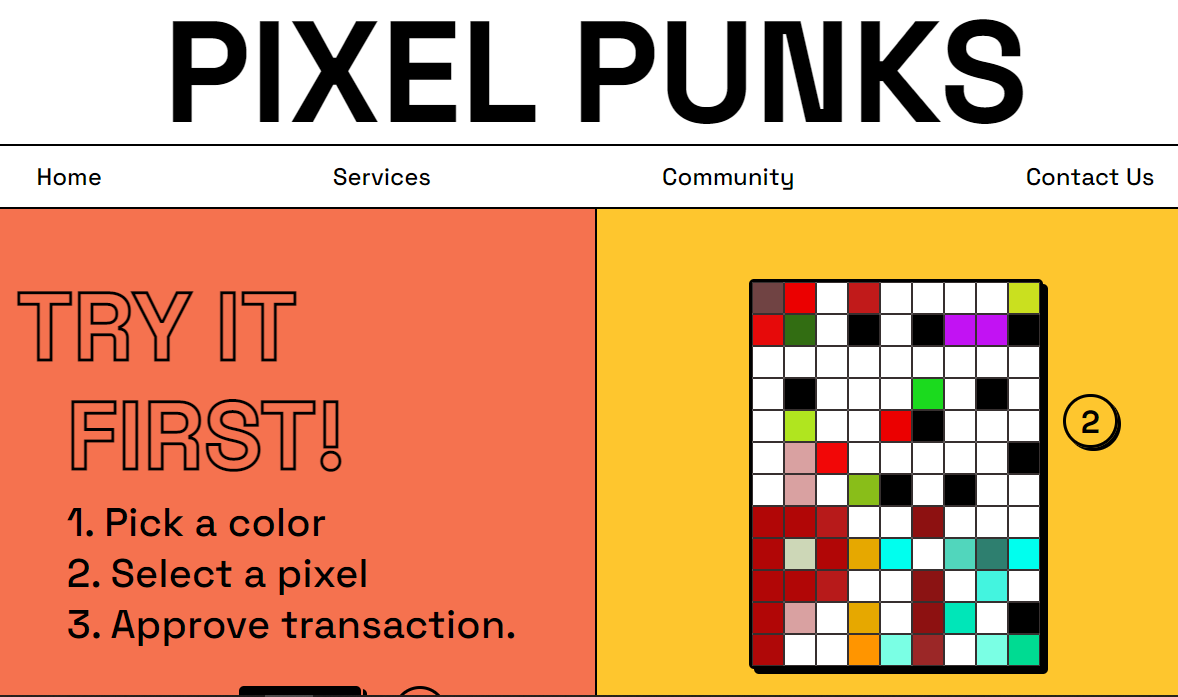 PIXEL PUNKS
Home Services Community Contact Us
TRY IT
FIRST!
1. Pick a color
2. Select a pixel
3. Approve transaction.
2